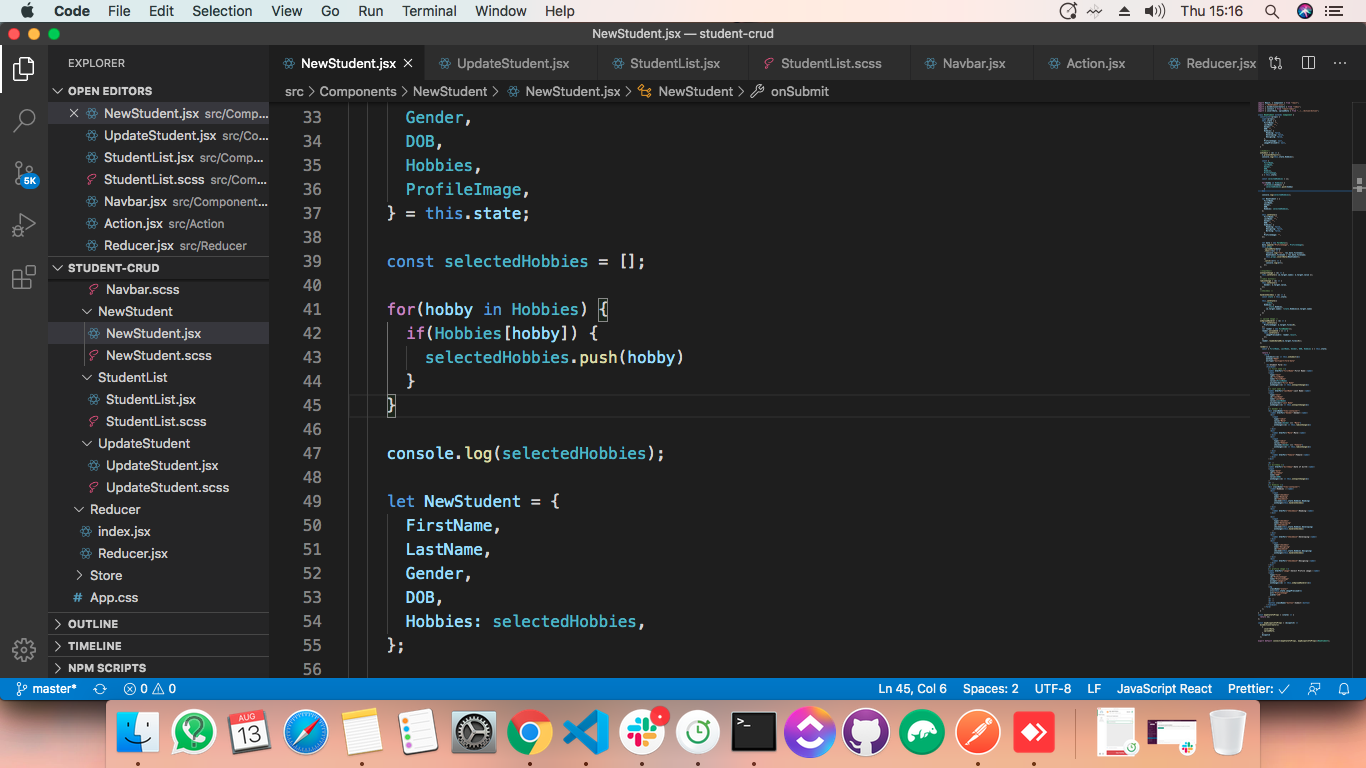 Code File Edit Selection View Go Run Terminal Window Help Thu 15:16
NewStudent.jsx — student-crud
EXPLORER
OPEN EDITORS
NewStudent.jsx src/Comp...
UpdateStudent.jsx src/Co...
StudentList.jsx src/Comp...
StudentList.scss src/Com...
Navbar.jsx src/Component...
Action.jsx src/Action
Reducer.jsx src/Reducer
STUDENT-CRUD
Navbar.scss
NewStudent
NewStudent.jsx
NewStudent.scss
StudentList
StudentList.jsx
StudentList.scss
UpdateStudent
UpdateStudent.jsx
UpdateStudent.scss
Reducer
index.jsx
Reducer.jsx
Store
# App.css
OUTLINE
TIMELINE
NPM SCRIPTS
5K
NewStudent.jsx UpdateStudent.jsx StudentList.jsx StudentList.scss Navbar.jsx Action.jsx Reducer.jsx
src > Components > NewStudent > NewStudent.jsx > NewStudent > onSubmit
33 Gender,
34 DOB,
35 Hobbies,
36 ProfileImage,
37 } = this.state;
38
39 const selectedHobbies = [];
40
41 for(hobby in Hobbies) {
42 if(Hobbies[hobby]) {
43 selectedHobbies.push(hobby)
44 }
45 }
46
47 console.log(selectedHobbies);
48
49 let NewStudent = {
50 FirstName,
51 LastName,
52 Gender,
53 DOB,
54 Hobbies: selectedHobbies,
55 };
56
master* 0 0 Ln 45, Col 6 Spaces: 2 UTF-8 LF JavaScript React Prettier: ✓
AUG
13
>_